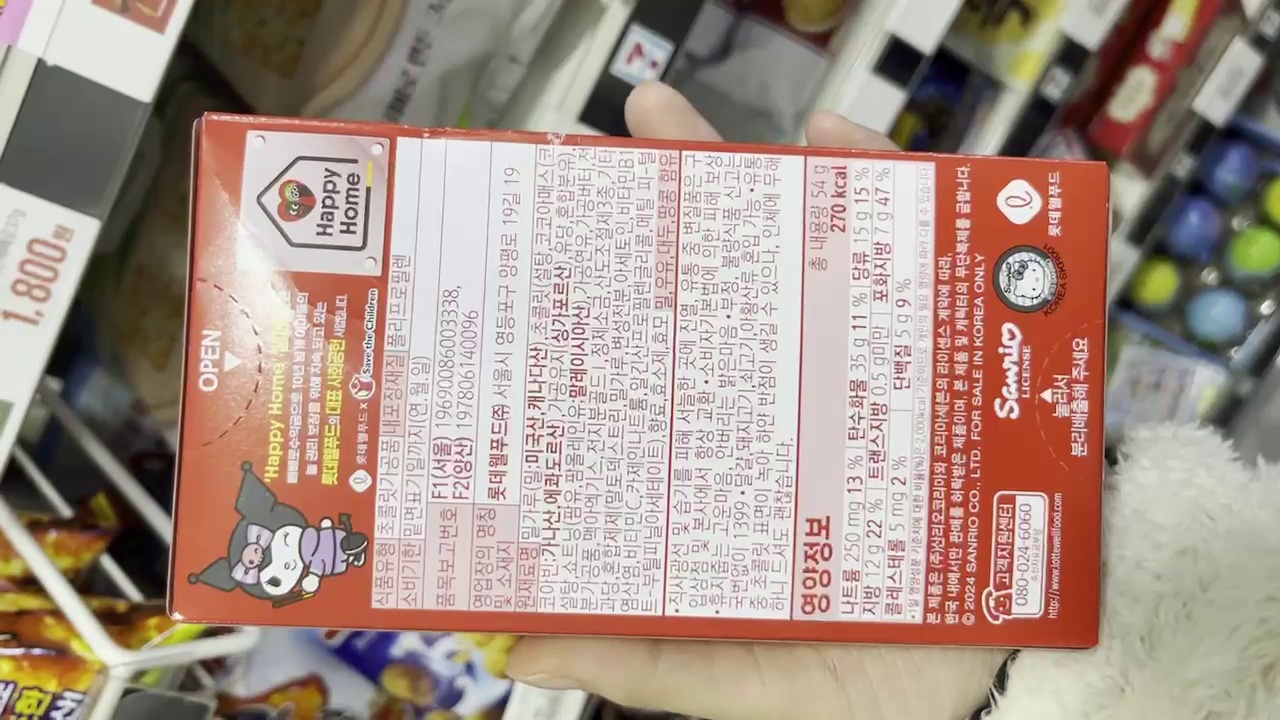 1,800원
OPEN
'Happy Home'
빼빼로수익금으로 10년 넘게 아이들의
놀 권리 보장을 위해 지속 되고 있는
롯데웰푸드의 대표 사회공헌 사업입니다.
롯데웰푸드 x Save the Children
Happy
Home
식품유형 초콜릿가공품 내포장재질 폴리프로필렌
소비기한 밑면표기일까지(연.월.일)
품목보고번호 F1(서울) 19690086003338,
F2(양산) 197806140096
영업장의 명칭
및 소재지 롯데웰푸드㈜ 서울시 영등포구 양평로 19길 19
원재료명 밀가루(밀:미국산,캐나다산),초콜릿(설탕,코코아매스(코
코아빈:가나산,에콰도르산),가공유지(싱가포르산),유당,혼합분유),
설탕,쇼트닝(팜유,팜올레인유:말레이시아산),가공연유,가공버터,전
분가공품,맥아엑기스,전지분골드Ⅰ,정제소금,산도조절제3종,기타
과당,혼합제제(말토덱스트린,밀가루,변성전분,아세토인,비타민B1
염산염,비타민C,카제인나트륨,알긴산프로필렌글리콜,메틸 피-털
트-부틸피닐아세테이트),향료,효소제,효모 밀,우유,대두,땅콩 함유
•직사광선 및 습기를 피해 서늘한 곳에 진열, 유통 중 변질품은 구
입상점 및 본사에서 항상 교환 •소비자기본법에 의한 피해 보상
•휴지줍는 고운마음, 안버리는 밝은마음 •부정, 불량식품 신고는
국번없이 1399 •달걀,돼지고기,쇠고기,아황산류 혼입 가능 •유통
중 초콜릿 표면이 녹아 하얀 반점이 생길 수 있으나, 인체에 무해
하니 드셔도 괜찮습니다.
영양정보 총 내용량 54 g
270 kcal
나트륨 250 mg 13 % 탄수화물 35 g 11 % 당류 15 g 15 %
지방 12 g 22 % 트랜스지방 0.5 g미만 포화지방 7 g 47 %
콜레스테롤 5 mg 2 % 단백질 5 g 9 %
*1일 영양성분 기준치에 대한 비율(%)은 2,000kcal 기준이므로 개인의 필요 열량에 따라 다를 수 있습니다.
본 제품은 (주)산리오코리아와 코리아세븐의 라이센스 계약에 따라,
한국 내에서만 판매를 허락받은 제품이며, 본 제품 및 캐릭터의 무단복제를 금합니다.
© 2024 SANRIO CO., LTD. FOR SALE IN KOREA ONLY
고객지원센터
080-024-6060
수신자요금부담
http://www.lottewellfood.com
Sanrio
LICENSE
Sanrio
KOREA SKR001
롯데웰푸드
눌러서
분리배출해 주세요